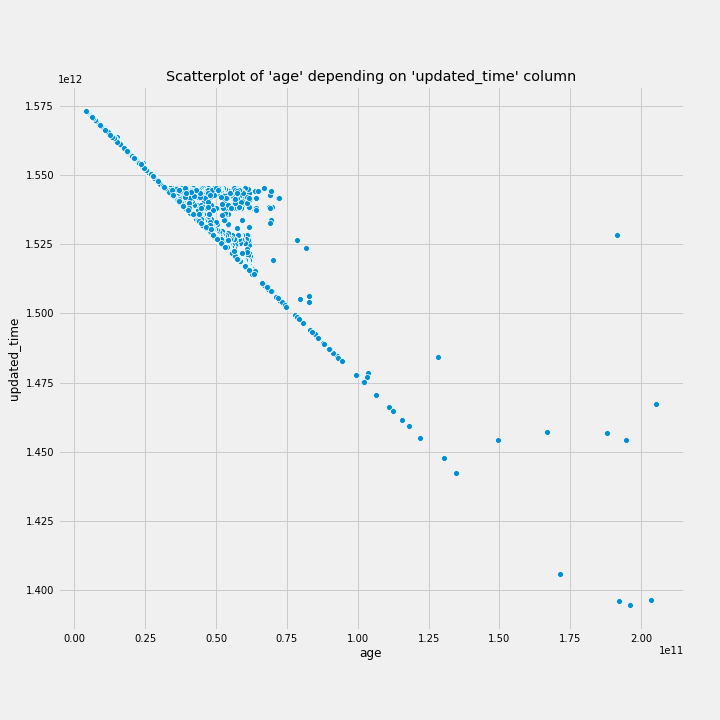 Scatterplot of 'age' depending on 'updated_time' column
1e12
1.575
1.550
1.525
1.500
1.475
1.450
1.425
1.400
updated_time
0.00 0.25 0.50 0.75 1.00 1.25 1.50 1.75 2.00
1e11
age